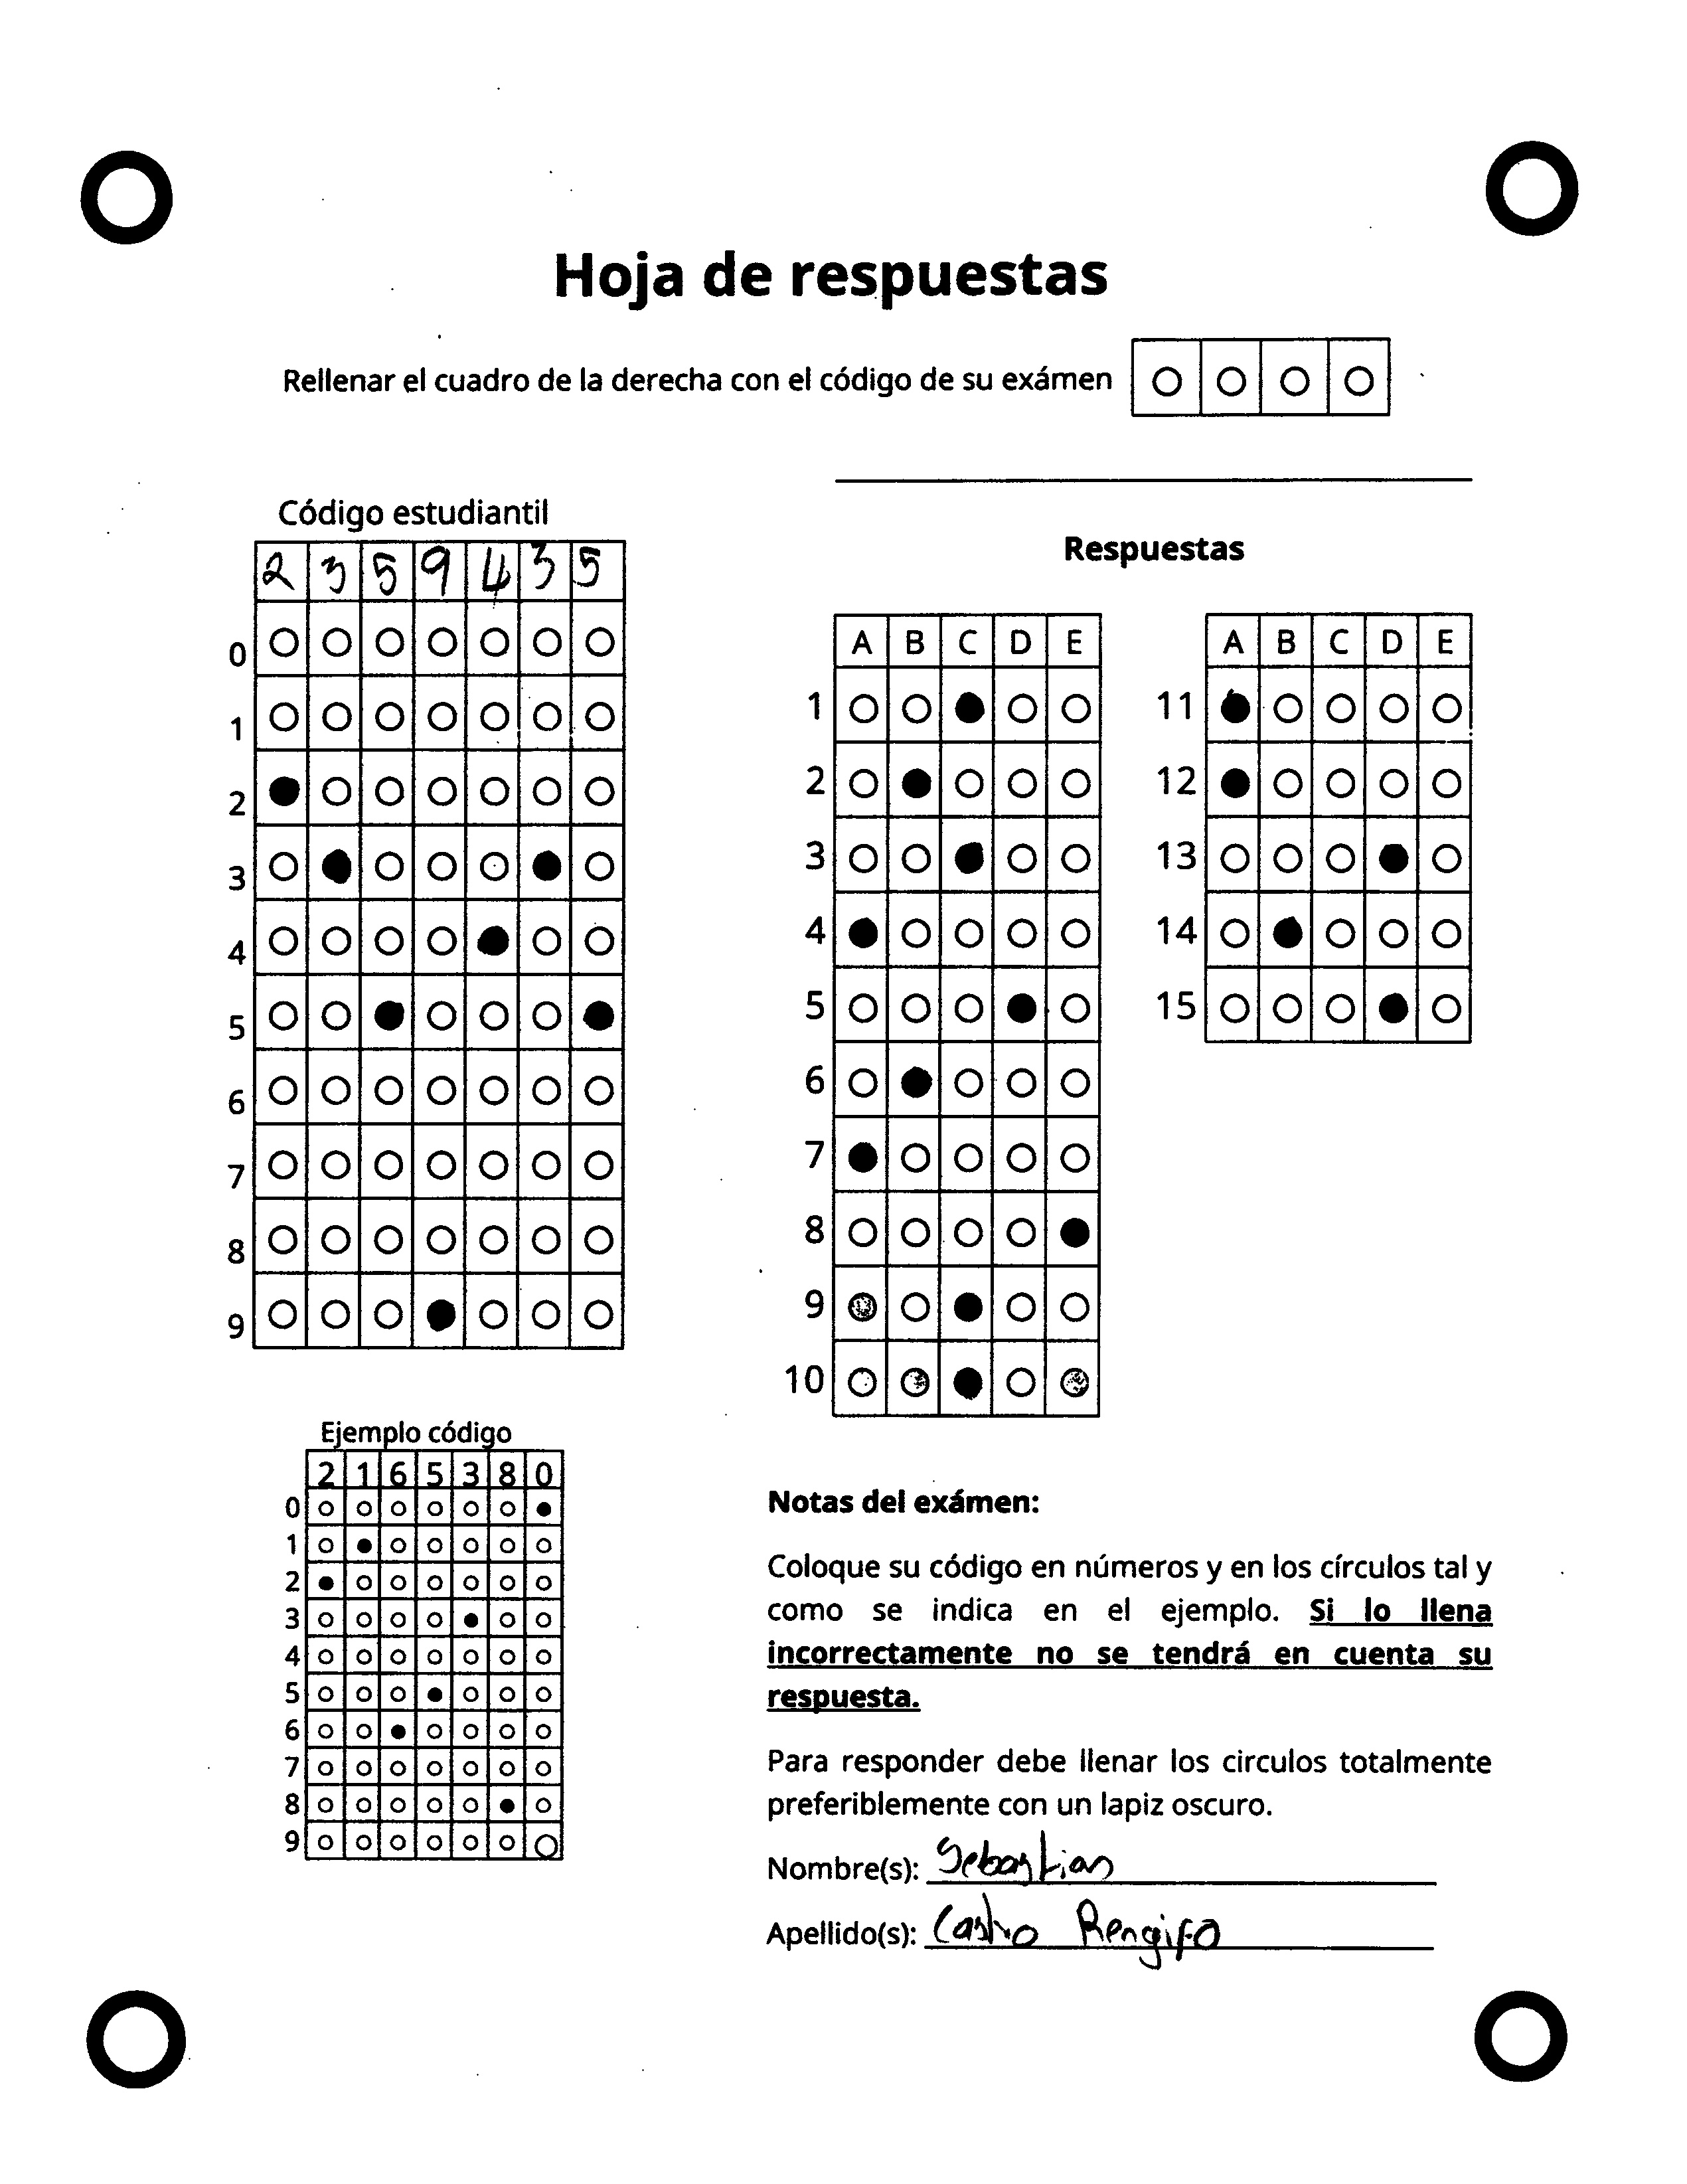 Hoja de respuestas
Rellenar el cuadro de la derecha con el código de su exámen
Código estudiantil
2 3 5 9 4 3 5
0
1
2
3
4
5
6
7
8
9
Respuestas
A B C D E
1
2
3
4
5
6
7
8
9
10
A B C D E
11
12
13
14
15
Ejemplo código
2 1 6 5 3 8 0
0
1
2
3
4
5
6
7
8
9
Notas del exámen:
Coloque su código en números y en los círculos tal y
como se indica en el ejemplo. Si lo llena
incorrectamente no se tendrá en cuenta su
respuesta.
Para responder debe llenar los circulos totalmente
preferiblemente con un lapiz oscuro.
Nombre(s): Sebastian
Apellido(s): Castro Rengifo